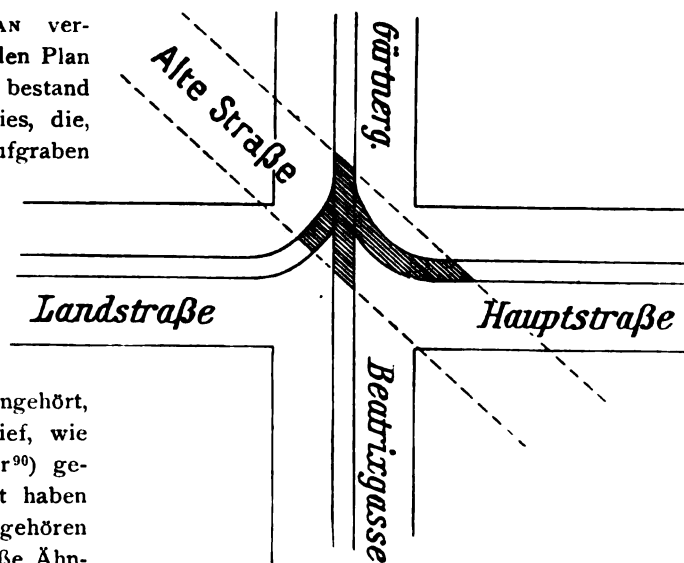 AN ver-
den Plan
bestand
ies, die,
ufgraben
Alte Straße
Gärtnerg.
Landstraße
Hauptstraße
Beatrixgasse
ngehört,
ief, wie
r⁹⁰) ge-
t haben
gehören
ße Ähn-